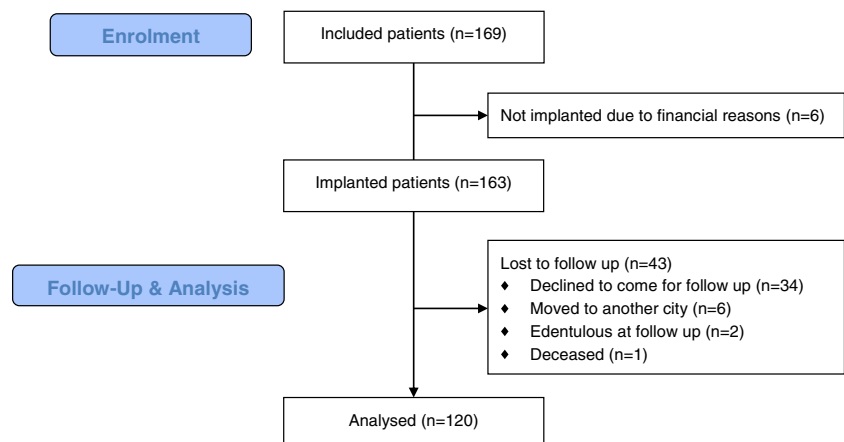 Enrolment
Included patients (n=169)
Not implanted due to financial reasons (n=6)
Implanted patients (n=163)
Follow-Up & Analysis
Lost to follow up (n=43)
♦ Declined to come for follow up (n=34)
♦ Moved to another city (n=6)
♦ Edentulous at follow up (n=2)
♦ Deceased (n=1)
Analysed (n=120)